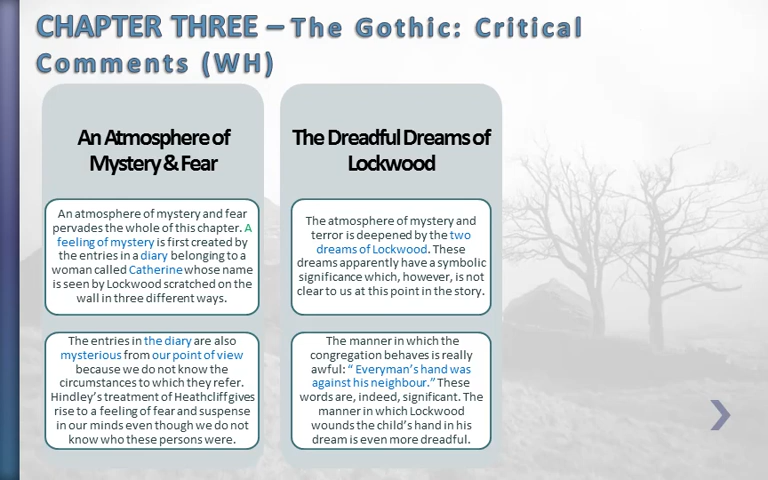 CHAPTER THREE – The Gothic: Critical
Comments (WH)
An Atmosphere of
Mystery & Fear
An atmosphere of mystery and fear
pervades the whole of this chapter. A
feeling of mystery is first created by
the entries in a diary belonging to a
woman called Catherine whose name
is seen by Lockwood scratched on the
wall in three different ways.
The entries in the diary are also
mysterious from our point of view
because we do not know the
circumstances to which they refer.
Hindley's treatment of Heathcliff gives
rise to a feeling of fear and suspense
in our minds even though we do not
know who these persons were.
The Dreadful Dreams of
Lockwood
The atmosphere of mystery and
terror is deepened by the two
dreams of Lockwood. These
dreams apparently have a symbolic
significance which, however, is not
clear to us at this point in the story.
The manner in which the
congregation behaves is really
awful: “ Everyman's hand was
against his neighbour.” These
words are, indeed, significant. The
manner in which Lockwood
wounds the child's hand in his
dream is even more dreadful.